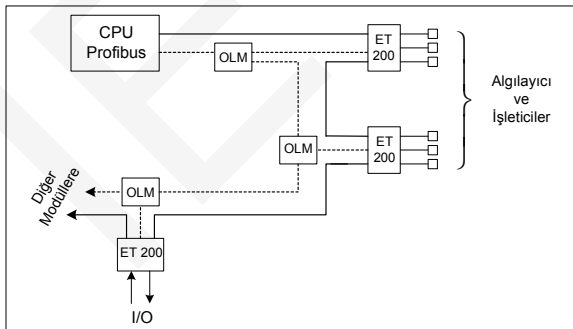 CPU
Profibus
OLM
ET
200
Algılayıcı
ve
İşleticiler
OLM
ET
200
OLM
Diğer
Modüllere
ET 200
I/O